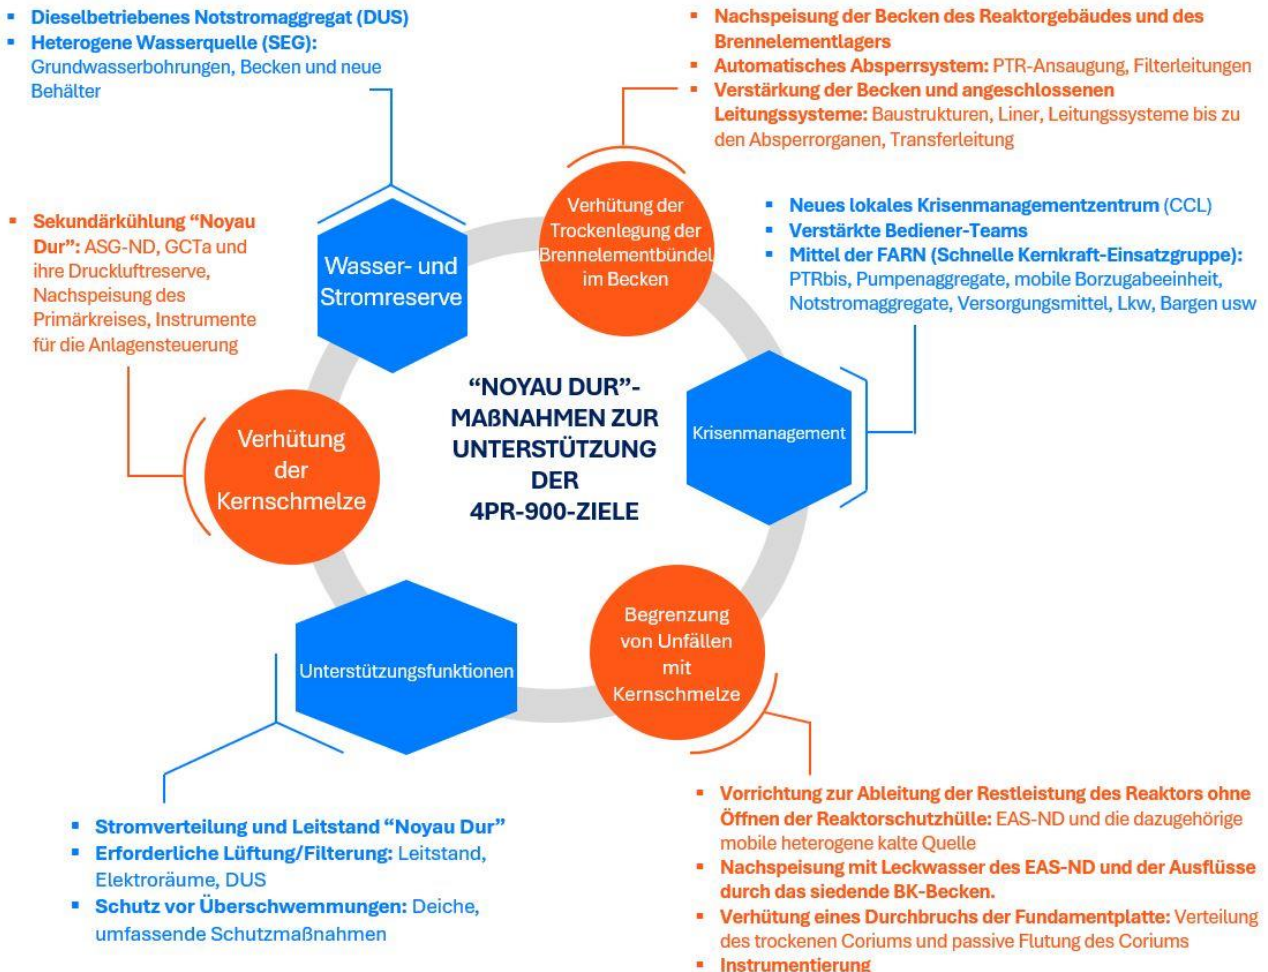 ▪ Dieselbetriebenes Notstromaggregat (DUS)
▪ Heterogene Wasserquelle (SEG):
Grundwasserbohrungen, Becken und neue
Behälter
▪ Nachspeisung der Becken des Reaktorgebäudes und des
Brennelementlagers
▪ Automatisches Absperrsystem: PTR-Ansaugung, Filterleitungen
▪ Verstärkung der Becken und angeschlossenen
Leitungssysteme: Baustrukturen, Liner, Leitungssysteme bis zu
den Absperrorganen, Transferleitung
▪ Sekundärkühlung “Noyau
Dur”: ASG-ND, GCTa und
ihre Druckluftreserve,
Nachspeisung des
Primärkreises, Instrumente
für die Anlagensteuerung
Wasser- und
Stromreserve
Verhütung der
Trockenlegung der
Brennelementbündel
im Becken
▪ Neues lokales Krisenmanagementzentrum (CCL)
▪ Verstärkte Bediener-Teams
▪ Mittel der FARN (Schnelle Kernkraft-Einsatzgruppe):
PTRbis, Pumpenaggregate, mobile Borzugabeeinheit,
Notstromaggregate, Versorgungsmittel, Lkw, Bargen usw
“NOYAU DUR”-
MAßNAHMEN ZUR
UNTERSTÜTZUNG
DER
4PR-900-ZIELE
Krisenmanagement
Verhütung
der
Kernschmelze
Begrenzung
von Unfällen
mit
Kernschmelze
Unterstützungsfunktionen
▪ Stromverteilung und Leitstand “Noyau Dur”
▪ Erforderliche Lüftung/Filterung: Leitstand,
Elektroräume, DUS
▪ Schutz vor Überschwemmungen: Deiche,
umfassende Schutzmaßnahmen
▪ Vorrichtung zur Ableitung der Restleistung des Reaktors ohne
Öffnen der Reaktorschutzhülle: EAS-ND und die dazugehörige
mobile heterogene kalte Quelle
▪ Nachspeisung mit Leckwasser des EAS-ND und der Ausflüsse
durch das siedende BK-Becken.
▪ Verhütung eines Durchbruchs der Fundamentplatte: Verteilung
des trockenen Coriums und passive Flutung des Coriums
▪ Instrumentierung